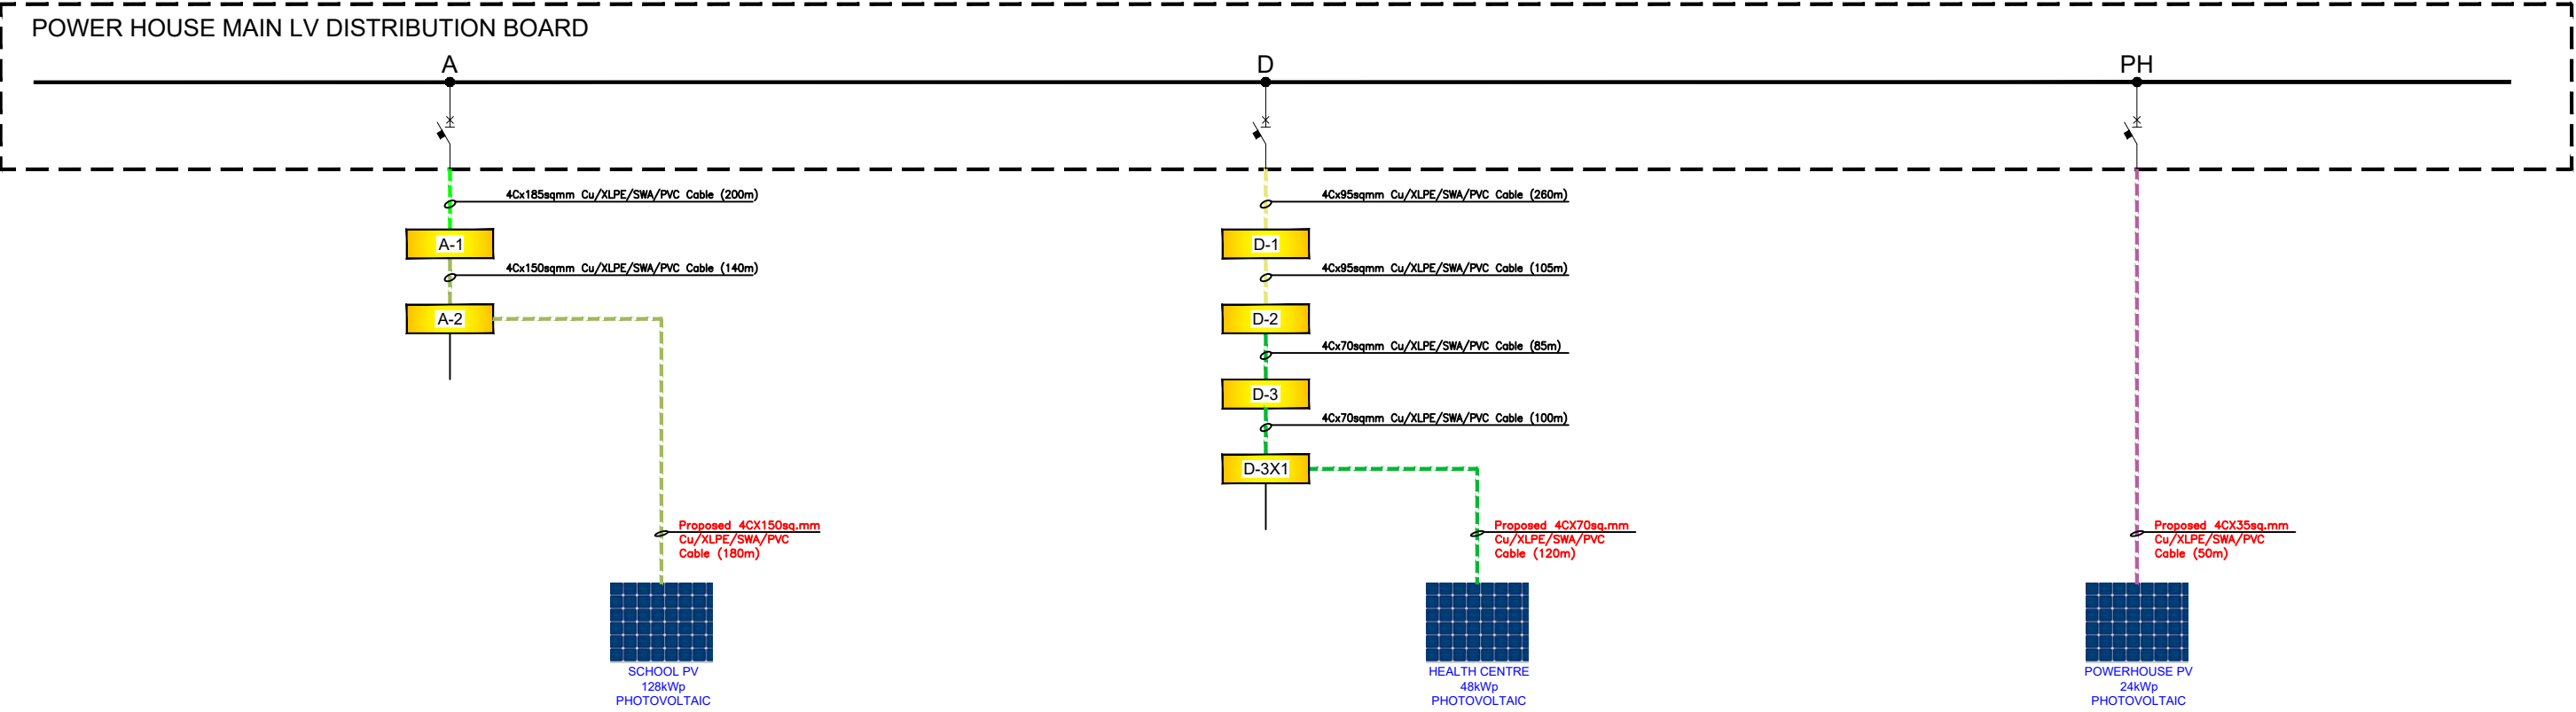 POWER HOUSE MAIN LV DISTRIBUTION BOARD
A
D
PH
4Cx185sqmm Cu/XLPE/SWA/PVC Cable (200m)
A-1
4Cx150sqmm Cu/XLPE/SWA/PVC Cable (140m)
A-2
Proposed 4CX150sq.mm
Cu/XLPE/SWA/PVC
Cable (180m)
SCHOOL PV
128kWp
PHOTOVOLTAIC
4Cx95sqmm Cu/XLPE/SWA/PVC Cable (260m)
D-1
4Cx95sqmm Cu/XLPE/SWA/PVC Cable (105m)
D-2
4Cx70sqmm Cu/XLPE/SWA/PVC Cable (85m)
D-3
4Cx70sqmm Cu/XLPE/SWA/PVC Cable (100m)
D-3X1
Proposed 4CX70sq.mm
Cu/XLPE/SWA/PVC
Cable (120m)
HEALTH CENTRE
48kWp
PHOTOVOLTAIC
Proposed 4CX35sq.mm
Cu/XLPE/SWA/PVC
Cable (50m)
POWERHOUSE PV
24kWp
PHOTOVOLTAIC